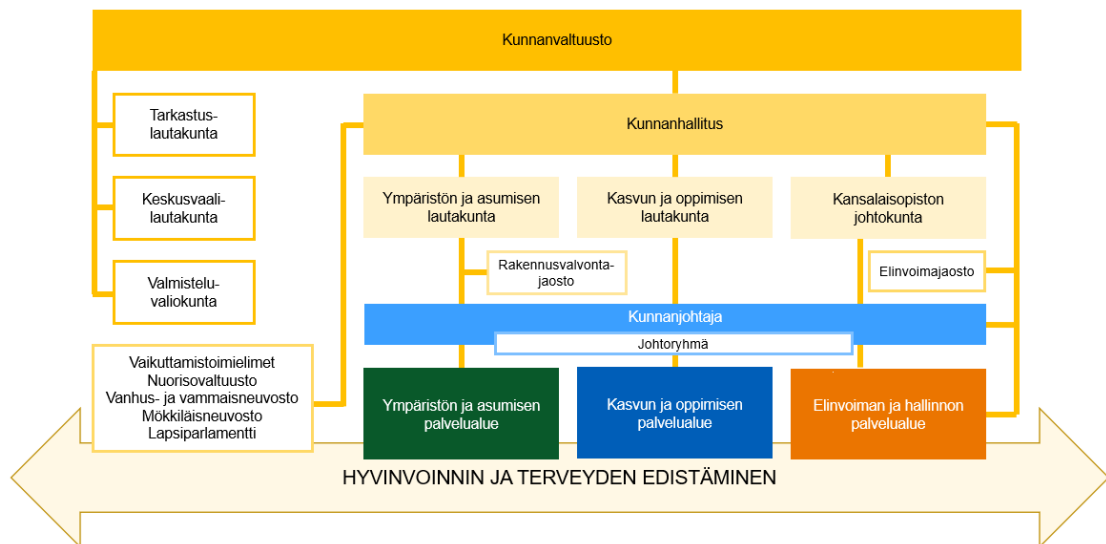 Kunnanvaltuusto
Tarkastus-
lautakunta
Keskusvaali-
lautakunta
Valmistelu-
valiokunta
Vaikuttamistoimielimet
Nuorisovaltuusto
Vanhus- ja vammaisneuvosto
Mökkiläisneuvosto
Lapsiparlamentti
Kunnanhallitus
Ympäristön ja asumisen
lautakunta
Kasvun ja oppimisen
lautakunta
Kansalaisopiston
johtokunta
Rakennusvalvonta-
jaosto
Elinvoimajaosto
Kunnanjohtaja
Johtoryhmä
Ympäristön ja asumisen
palvelualue
Kasvun ja oppimisen
palvelualue
Elinvoiman ja hallinnon
palvelualue
HYVINVOINNIN JA TERVEYDEN EDISTÄMINEN